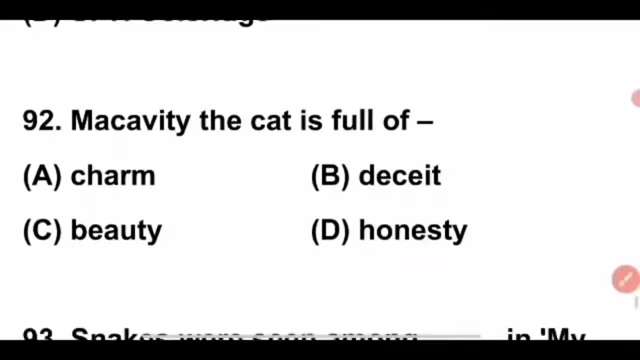 92. Macavity the cat is full of –
(A) charm (B) deceit
(C) beauty (D) honesty
93. Snakes were seen among in 'My